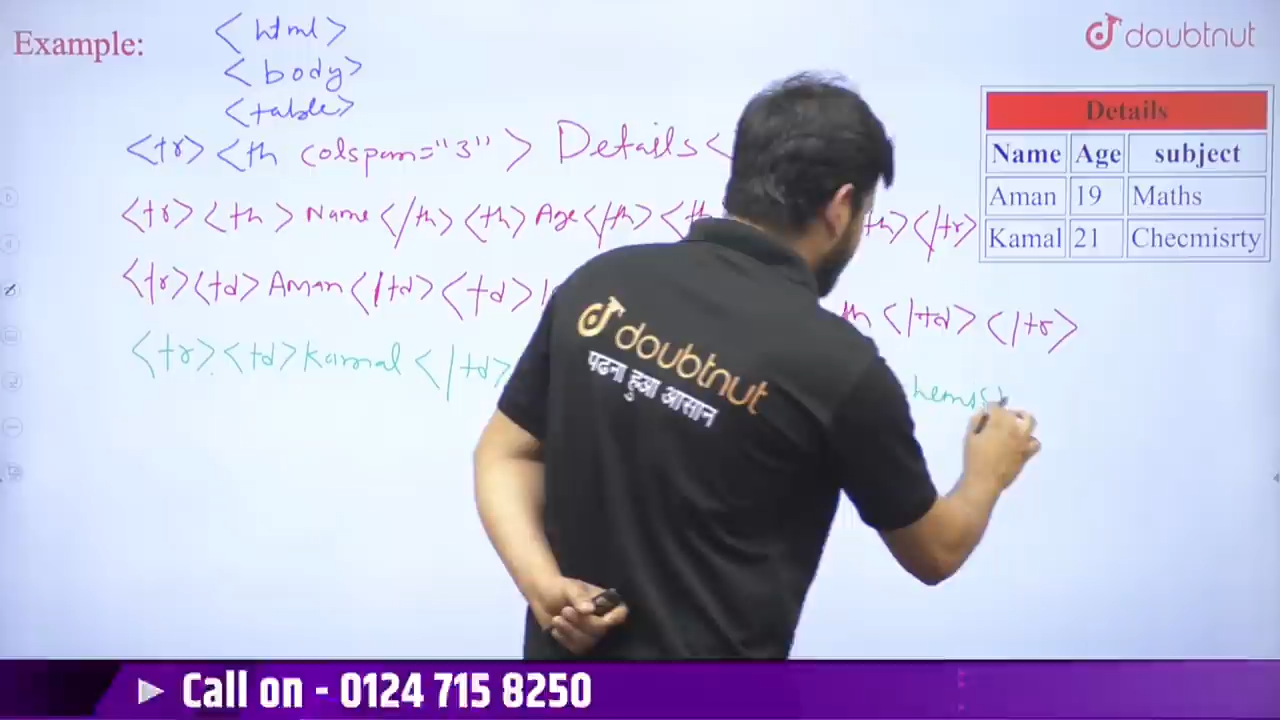 Example:
<html>
<body>
<table>
<tr> <th colspan="3"> Details <
<tr> <th> Name </th> <th> Age </th> <th> </tr>
<tr> <td> Aman </td> <td> </td> </tr>
<tr> <td> Kamal </td>
doubtnut
Details
Name Age subject
Aman 19 Maths
Kamal 21 Checmisrty
doubtnut
पढना हुआ आसान
Call on - 0124 715 8250